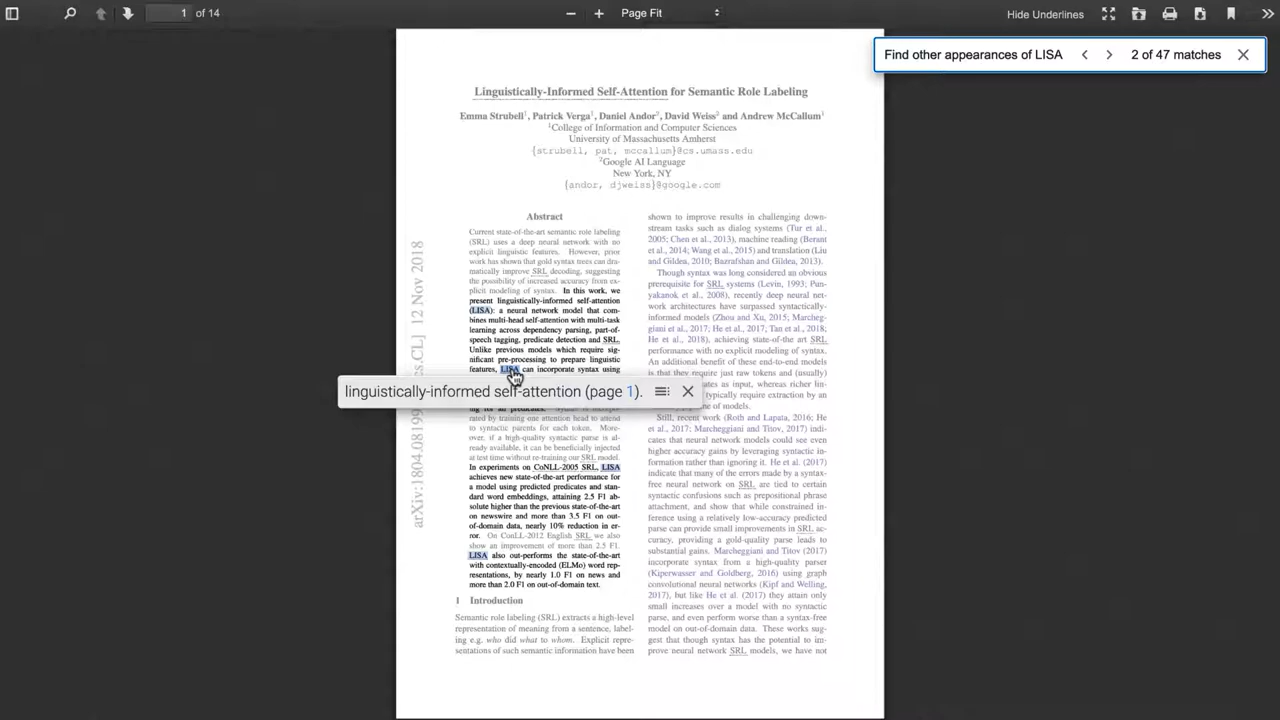 1 of 14
Page Fit
Hide Underlines
Find other appearances of LISA
2 of 47 matches
Linguistically-Informed Self-Attention for Semantic Role Labeling
Emma Strubell¹, Patrick Verga¹, Daniel Andor², David Weiss² and Andrew McCallum¹
¹College of Information and Computer Sciences
University of Massachusetts Amherst
{strubell, pat, mccallum}@cs.umass.edu
²Google AI Language
New York, NY
{andor, djweiss}@google.com
arXiv:1804.08199
s.CL] 12 Nov 2018
Abstract
Current state-of-the-art semantic role labeling
(SRL) uses a deep neural network with no
explicit linguistic features. However, prior
work has shown that gold syntax trees can dra-
matically improve SRL decoding, suggesting
the possibility of increased accuracy from ex-
plicit modeling of syntax. In this work, we
present linguistically-informed self-attention
(LISA): a neural network model that com-
bines multi-head self-attention with multi-task
learning across dependency parsing, part-of-
speech tagging, predicate detection and SRL.
Unlike previous models which require sig-
nificant pre-processing to prepare linguistic
features, LISA can incorporate syntax using
linguistically-informed self-attention (page 1).
rated by training one attention head to attend
to syntactic parents for each token. More-
over, if a high-quality syntactic parse is al-
ready available, it can be beneficially injected
at test time without re-training our SRL model.
In experiments on CoNLL-2005 SRL, LISA
achieves new state-of-the-art performance for
a model using predicted predicates and stan-
dard word embeddings, attaining 2.5 F1 ab-
solute higher than the previous state-of-the-art
on newswire and more than 3.5 F1 on out-
of-domain data, nearly 10% reduction in er-
ror. On ConLL-2012 English SRL we also
show an improvement of more than 2.5 F1.
LISA also out-performs the state-of-the-art
with contextually-encoded (ELMo) word rep-
resentations, by nearly 1.0 F1 on news and
more than 2.0 F1 on out-of-domain text.
1 Introduction
Semantic role labeling (SRL) extracts a high-level
representation of meaning from a sentence, label-
ing e.g. who did what to whom. Explicit repre-
sentations of such semantic information have been
shown to improve results in challenging down-
stream tasks such as dialog systems (Tur et al.,
2005; Chen et al., 2013), machine reading (Berant
et al., 2014; Wang et al., 2015) and translation (Liu
and Gildea, 2010; Bazrafshan and Gildea, 2013).
Though syntax was long considered an obvious
prerequisite for SRL systems (Levin, 1993; Pun-
yakanok et al., 2008), recently deep neural net-
work architectures have surpassed syntactically-
informed models (Zhou and Xu, 2015; Marcheg-
giani et al., 2017; He et al., 2017; Tan et al., 2018;
He et al., 2018), achieving state-of-the art SRL
performance with no explicit modeling of syntax.
An additional benefit of these end-to-end models
is that they require just raw tokens and (usually)
as input, whereas richer lin-
typically require extraction by an
of models.
Still, recent work (Roth and Lapata, 2016; He
et al., 2017; Marcheggiani and Titov, 2017) indi-
cates that neural network models could see even
higher accuracy gains by leveraging syntactic in-
formation rather than ignoring it. He et al. (2017)
indicate that many of the errors made by a syntax-
free neural network on SRL are tied to certain
syntactic confusions such as prepositional phrase
attachment, and show that while constrained in-
ference using a relatively low-accuracy predicted
parse can provide small improvements in SRL ac-
curacy, providing a gold-quality parse leads to
substantial gains. Marcheggiani and Titov (2017)
incorporate syntax from a high-quality parser
(Kiperwasser and Goldberg, 2016) using graph
convolutional neural networks (Kipf and Welling,
2017), but like He et al. (2017) they attain only
small increases over a model with no syntactic
parse, and even perform worse than a syntax-free
model on out-of-domain data. These works sug-
gest that though syntax has the potential to im-
prove neural network SRL models, we have not